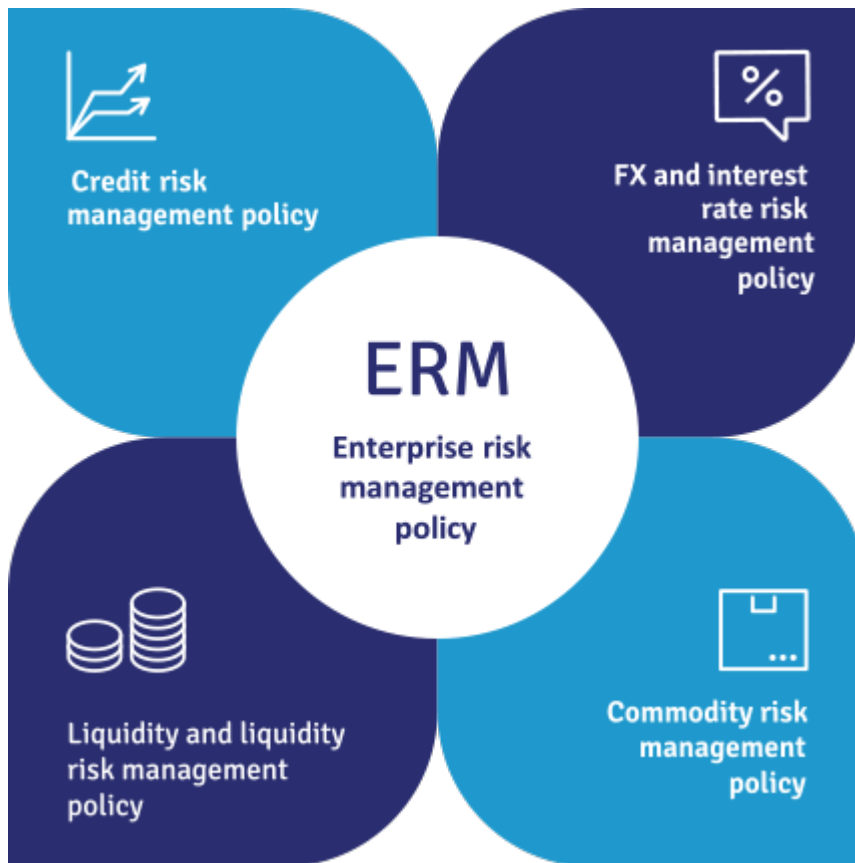 Credit risk
management policy
%
FX and interest
rate risk
management
policy
ERM
Enterprise risk
management
policy
Liquidity and liquidity
risk management
policy
Commodity risk
management
policy